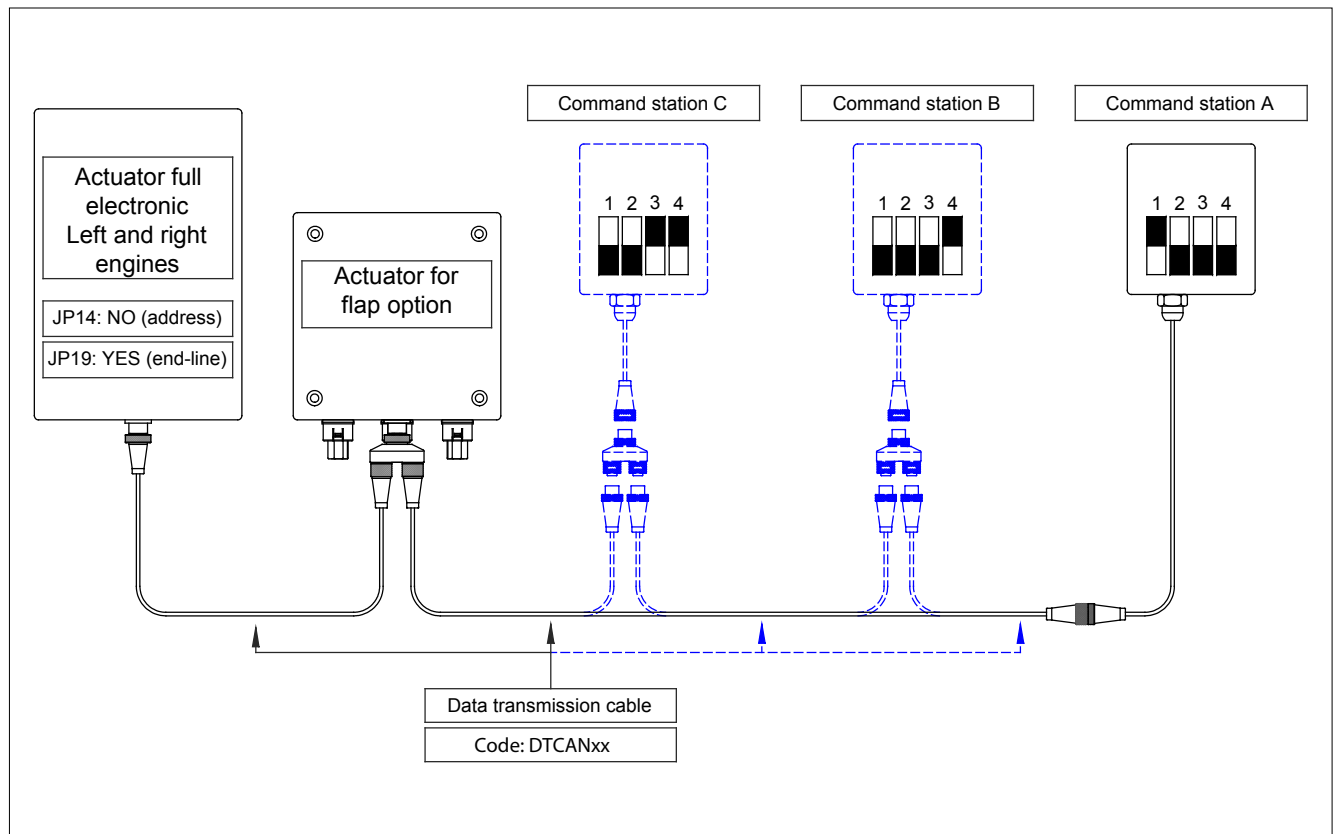 Command station C
Command station B
Command station A
Actuator full
electronic
Left and right
engines
JP14: NO (address)
JP19: YES (end-line)
Actuator for
flap option
1 2 3 4
1 2 3 4
1 2 3 4
Data transmission cable
Code: DTCANxx